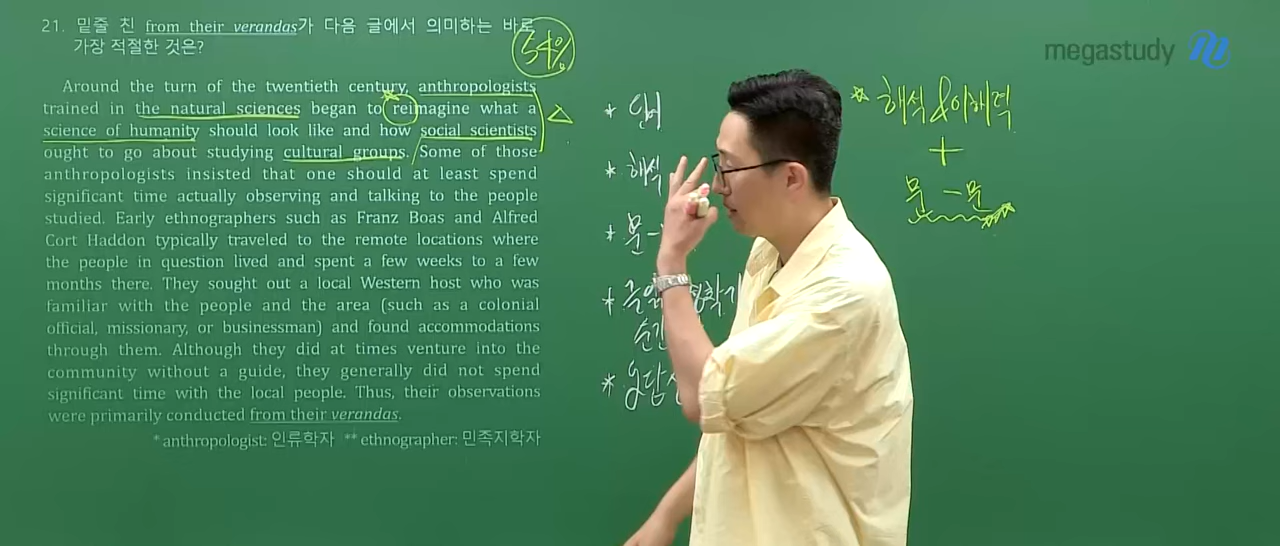 21. 밑줄 친 from their verandas가 다음 글에서 의미하는 바로
가장 적절한 것은?
54%
Around the turn of the twentieth century, anthropologists
trained in the natural sciences began to reimagine what a
science of humanity should look like and how social scientists
ought to go about studying cultural groups. Some of those
anthropologists insisted that one should at least spend
significant time actually observing and talking to the people
studied. Early ethnographers such as Franz Boas and Alfred
Cort Haddon typically traveled to the remote locations where
the people in question lived and spent a few weeks to a few
months there. They sought out a local Western host who was
familiar with the people and the area (such as a colonial
official, missionary, or businessman) and found accommodations
through them. Although they did at times venture into the
community without a guide, they generally did not spend
significant time with the local people. Thus, their observations
were primarily conducted from their verandas.
* anthropologist: 인류학자 ** ethnographer: 민족지학자
* 단어
* 해석
* 문-
* 글
순간
* 오답
megastudy
* 해석&이해력
+
문-문